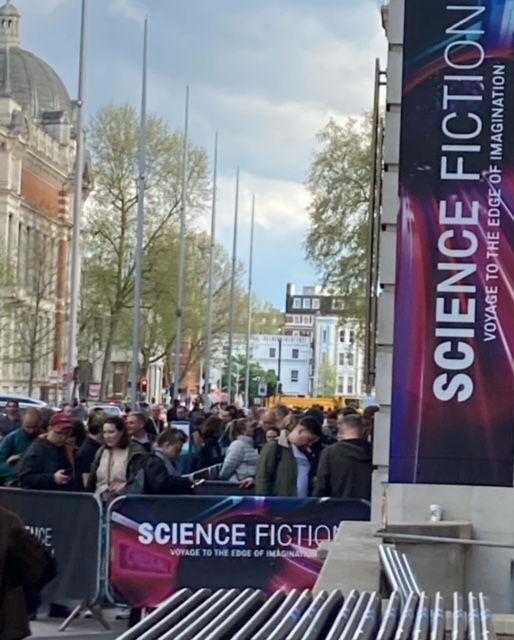 SCIENCE FICTION
VOYAGE TO THE EDGE OF IMAGINATION
SCIENCE FICTION
VOYAGE TO THE EDGE OF IMAGINATION